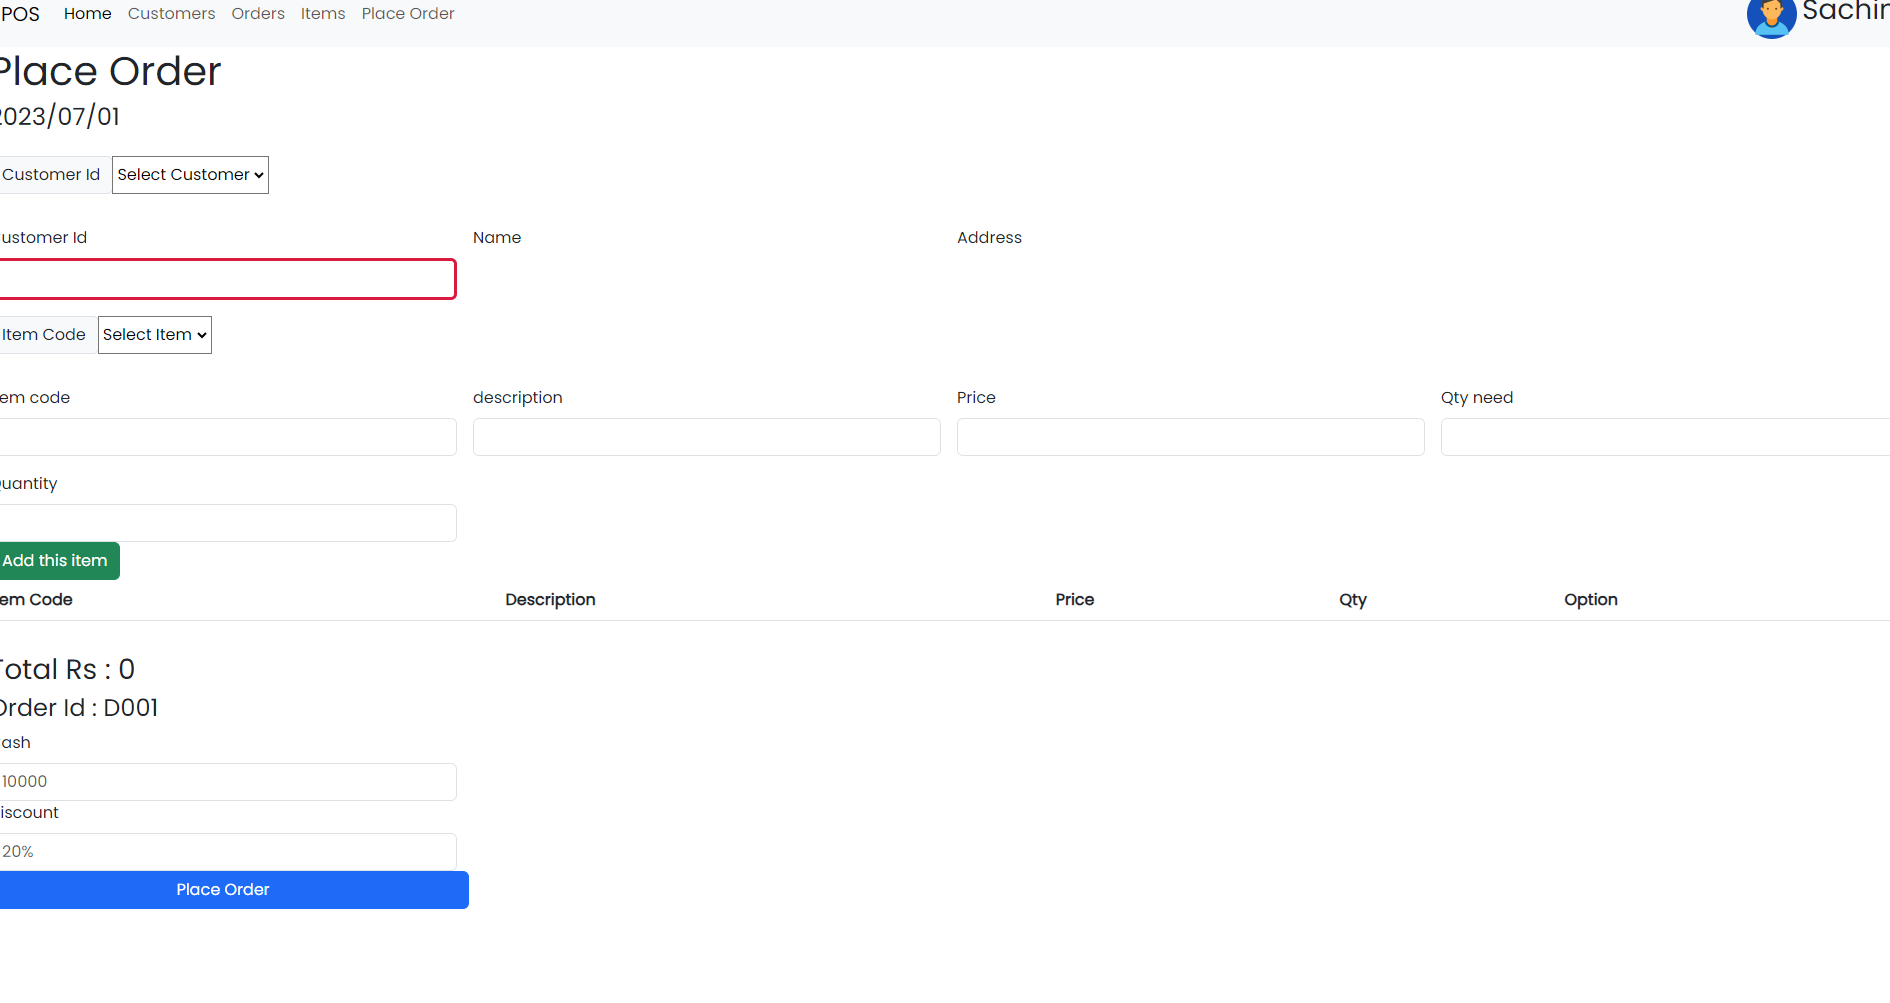 POS Home Customers Orders Items Place Order Sachin
Place Order
2023/07/01
Customer Id Select Customer
ustomer Id Name Address
Item Code Select Item
em code description Price Qty need
uantity
Add this item
em Code Description Price Qty Option
Total Rs : 0
Order Id : D001
ash
10000
iscount
20%
Place Order